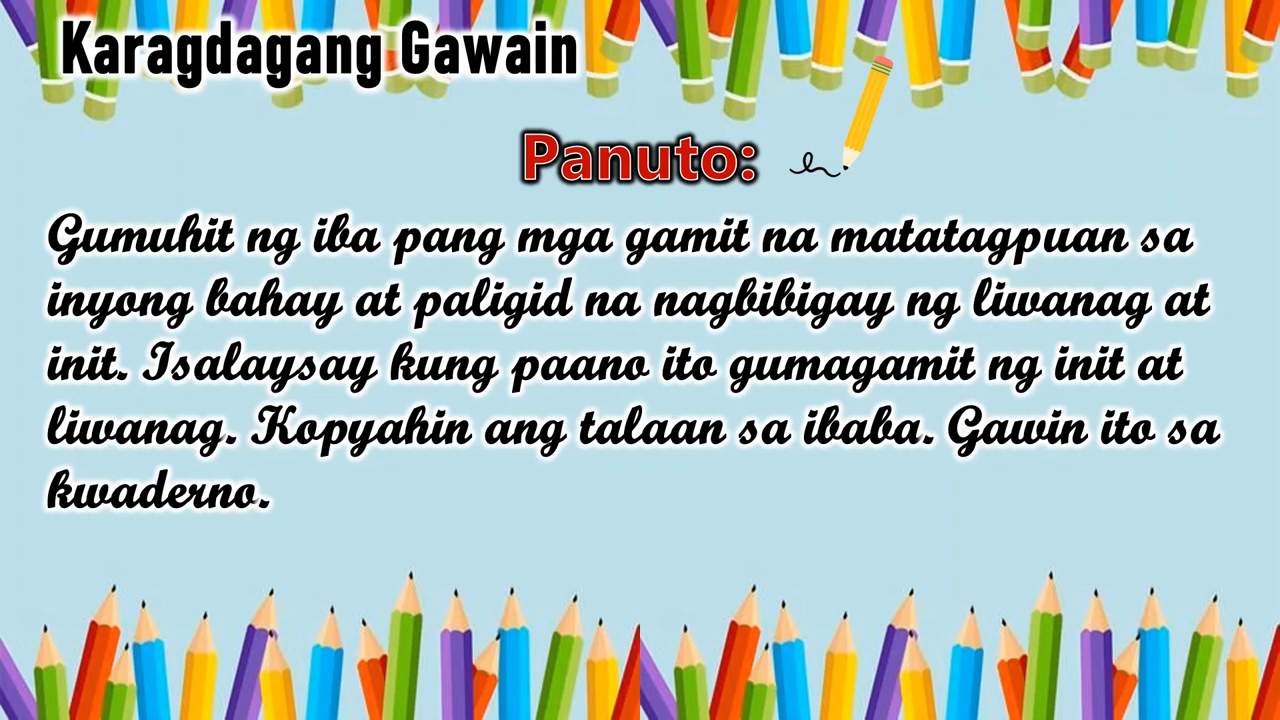 Karagdagang Gawain
Panuto:
Gumuhit ng iba pang mga gamit na matatagpuan sa
inyong bahay at paligid na nagbibigay ng liwanag at
init. Isalaysay kung paano ito gumagamit ng init at
liwanag. Kopyahin ang talaan sa ibaba. Gawin ito sa
kwaderno.